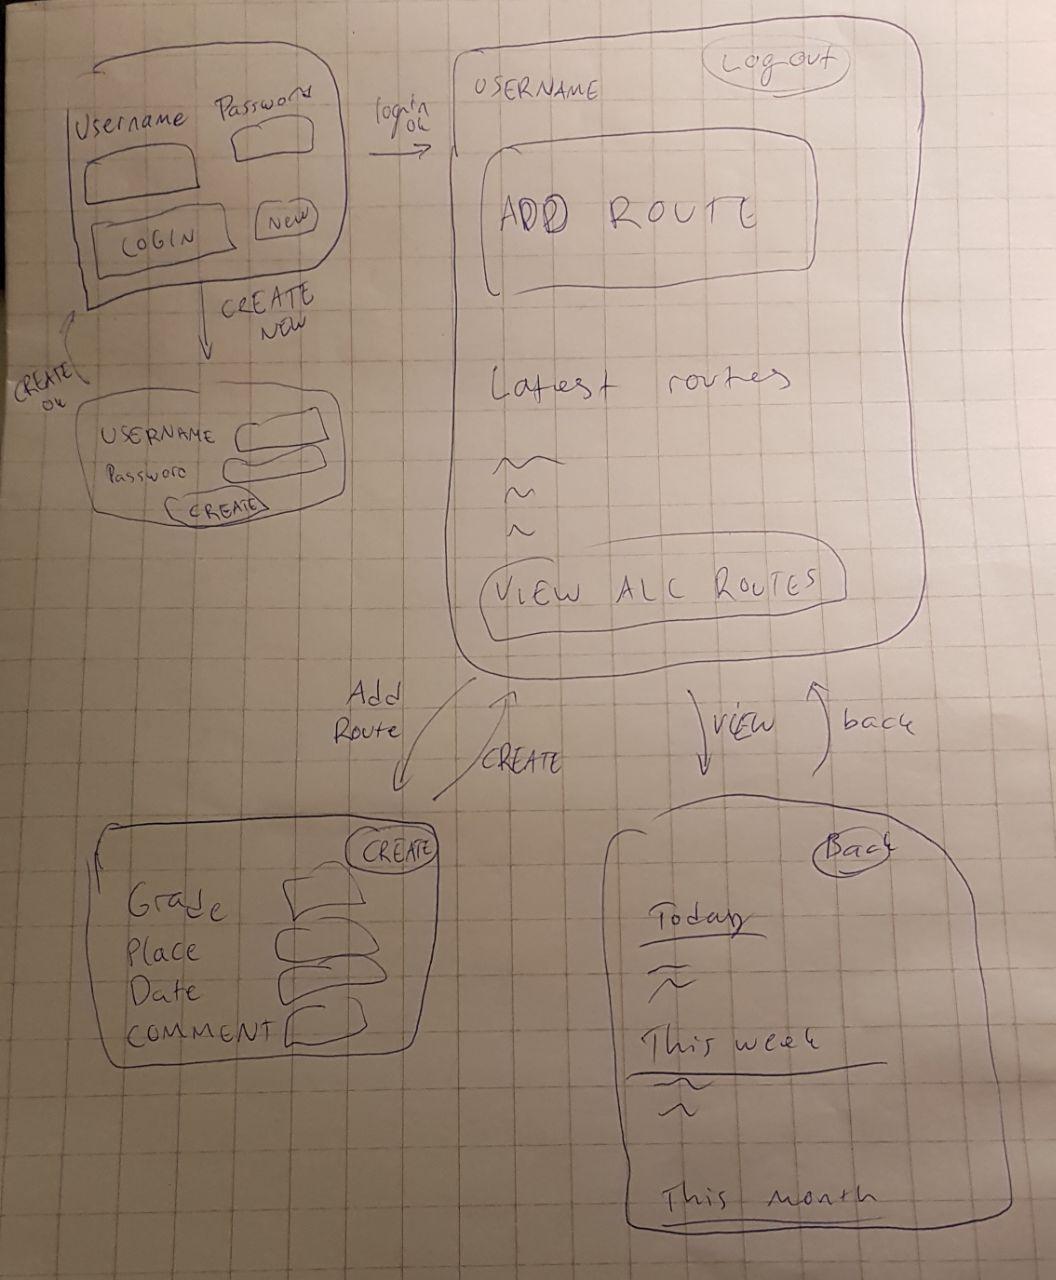 Username Password
LOGIN New
login
ok
CREATE
NEW
CREATE
OK
USERNAME
Password
CREATE
USERNAME Log out
ADD ROUTE
Latest routes
VIEW ALL ROUTES
Add
Route
CREATE
VIEW
back
CREATE
Grade
Place
Date
COMMENT
Back
Today
This week
This month